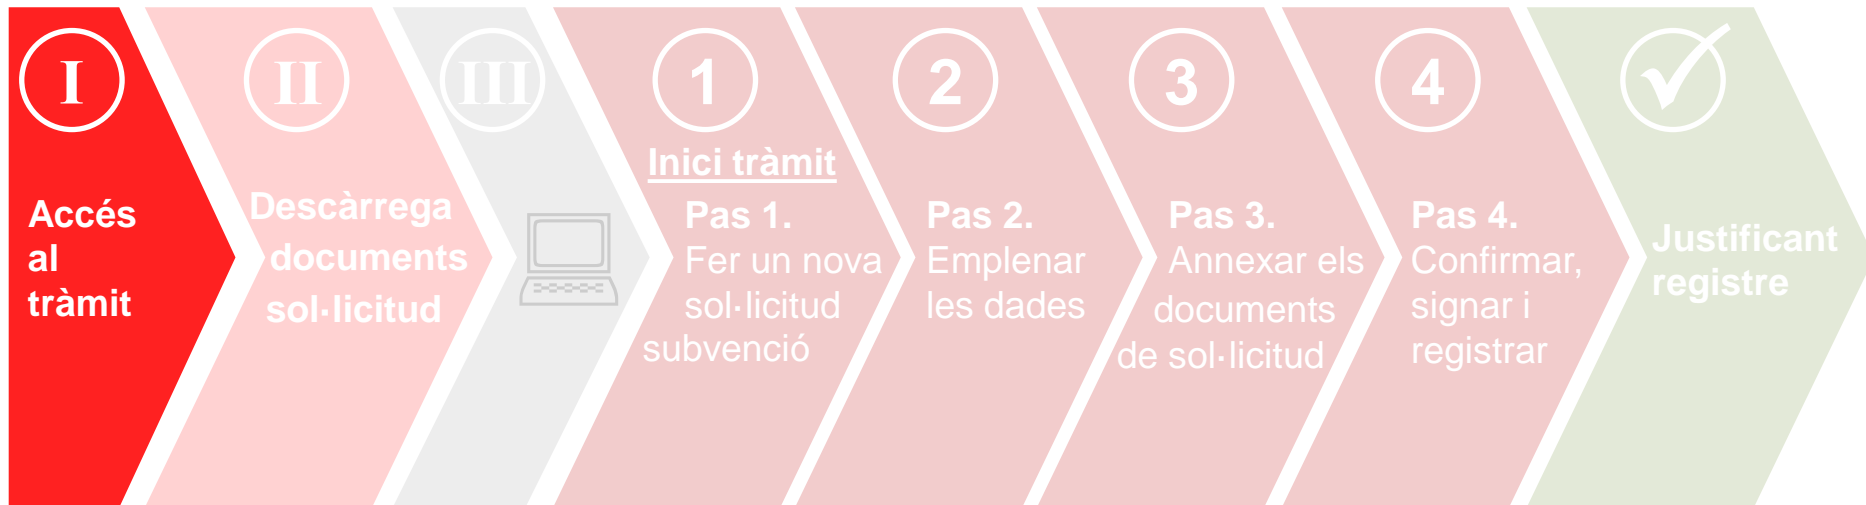 I
Accés
al
tràmit
II
Descàrrega
documents
sol·licitud
III
1
Inici tràmit
Pas 1.
Fer un nova
sol·licitud
subvenció
2
Pas 2.
Emplenar
les dades
3
Pas 3.
Annexar els
documents
de sol·licitud
4
Pas 4.
Confirmar,
signar i
registrar
Justificant
registre